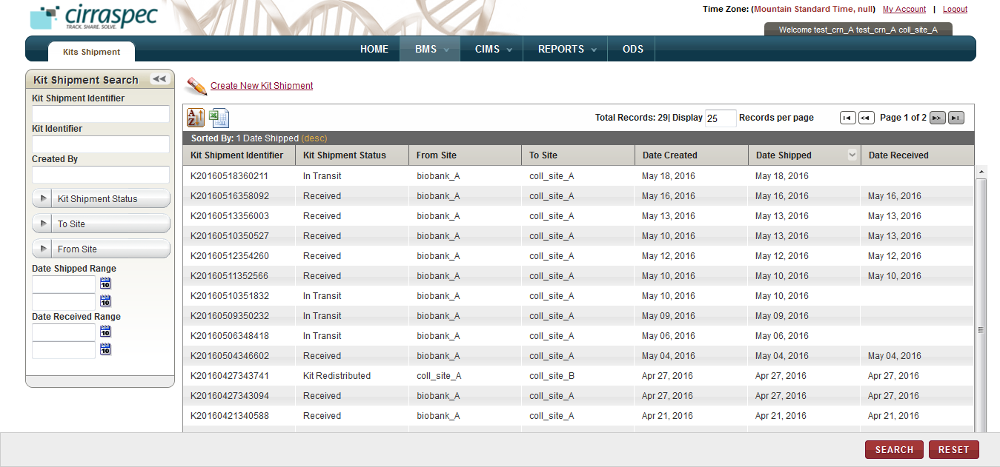 cirraspec
TRACK. SHARE. SOLVE.
Time Zone: (Mountain Standard Time, null) My Account | Logout
Welcome test_crn_A test_crn_A coll_site_A
Kits Shipment
HOME BMS CIMS REPORTS ODS
Kit Shipment Search
Kit Shipment Identifier
Kit Identifier
Created By
Kit Shipment Status
To Site
From Site
Date Shipped Range
10
10
Date Received Range
10
10
Create New Kit Shipment
A Z
Total Records: 29| Display 25 Records per page Page 1 of 2
Sorted By: 1 Date Shipped (desc)
Kit Shipment Identifier Kit Shipment Status From Site To Site Date Created Date Shipped Date Received
K20160518360211 In Transit biobank_A coll_site_A May 18, 2016 May 18, 2016
K20160516358092 Received biobank_A coll_site_A May 16, 2016 May 16, 2016 May 16, 2016
K20160513356003 Received biobank_A coll_site_A May 13, 2016 May 13, 2016 May 13, 2016
K20160510350527 Received biobank_A coll_site_A May 10, 2016 May 13, 2016 May 13, 2016
K20160512354260 Received biobank_A coll_site_A May 12, 2016 May 12, 2016 May 12, 2016
K20160511352566 Received biobank_A coll_site_A May 10, 2016 May 10, 2016 May 10, 2016
K20160510351832 In Transit biobank_A coll_site_A May 10, 2016 May 10, 2016
K20160509350232 In Transit biobank_A coll_site_A May 09, 2016 May 09, 2016
K20160506348418 In Transit biobank_A coll_site_A May 06, 2016 May 06, 2016
K20160504346602 Received biobank_A coll_site_A May 04, 2016 May 04, 2016 May 04, 2016
K20160427343741 Kit Redistributed coll_site_A coll_site_B Apr 27, 2016 Apr 27, 2016 Apr 27, 2016
K20160427343094 Received biobank_A coll_site_A Apr 27, 2016 Apr 27, 2016 Apr 27, 2016
K20160421340588 Received biobank_A coll_site_A Apr 21, 2016 Apr 21, 2016 Apr 21, 2016
SEARCH RESET